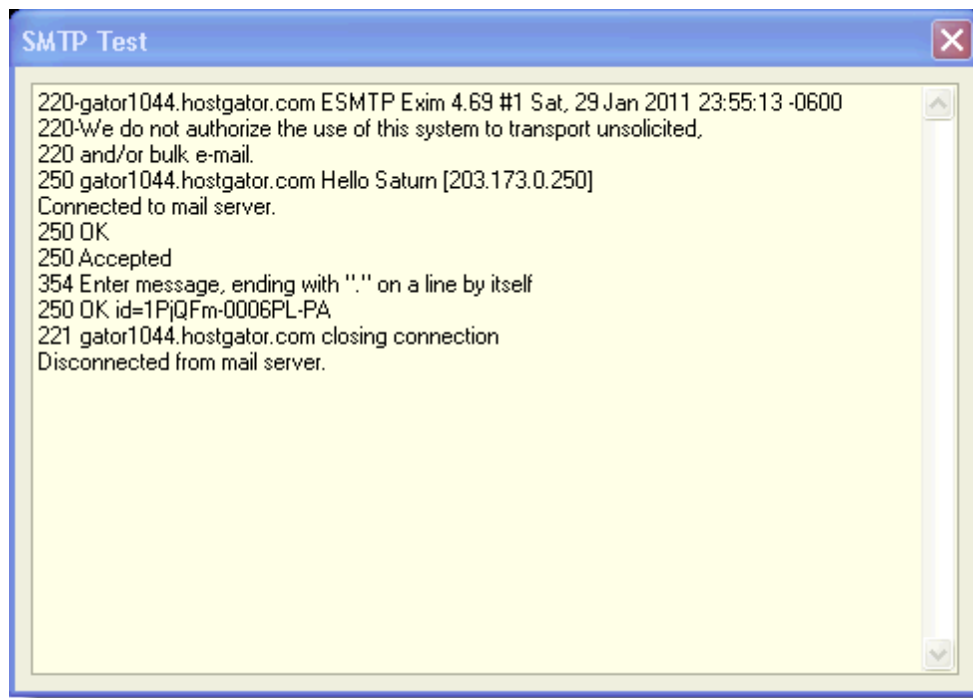 SMTP Test
220-gator1044.hostgator.com ESMTP Exim 4.69 #1 Sat, 29 Jan 2011 23:55:13 -0600
220-We do not authorize the use of this system to transport unsolicited,
220 and/or bulk e-mail.
250 gator1044.hostgator.com Hello Saturn [203.173.0.250]
Connected to mail server.
250 OK
250 Accepted
354 Enter message, ending with "." on a line by itself
250 OK id=1PjQFm-0006PL-PA
221 gator1044.hostgator.com closing connection
Disconnected from mail server.